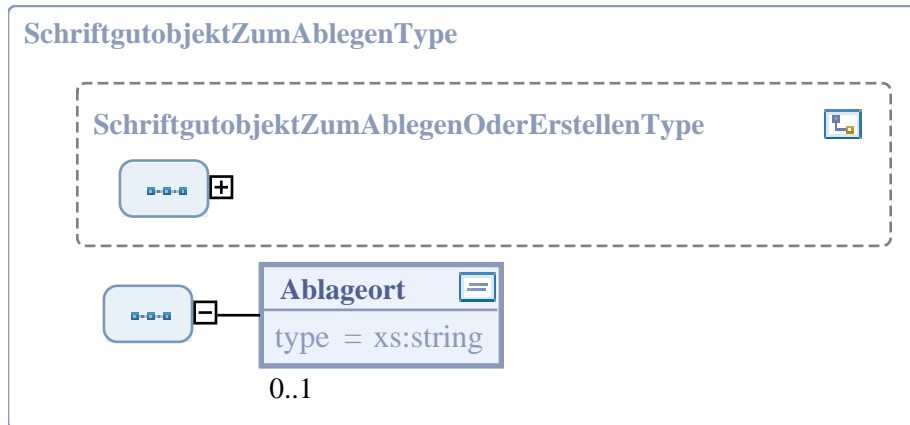 SchriftgutobjektZumAblegenType
SchriftgutobjektZumAblegenOderErstellenType
Ablageort
type = xs:string
0..1